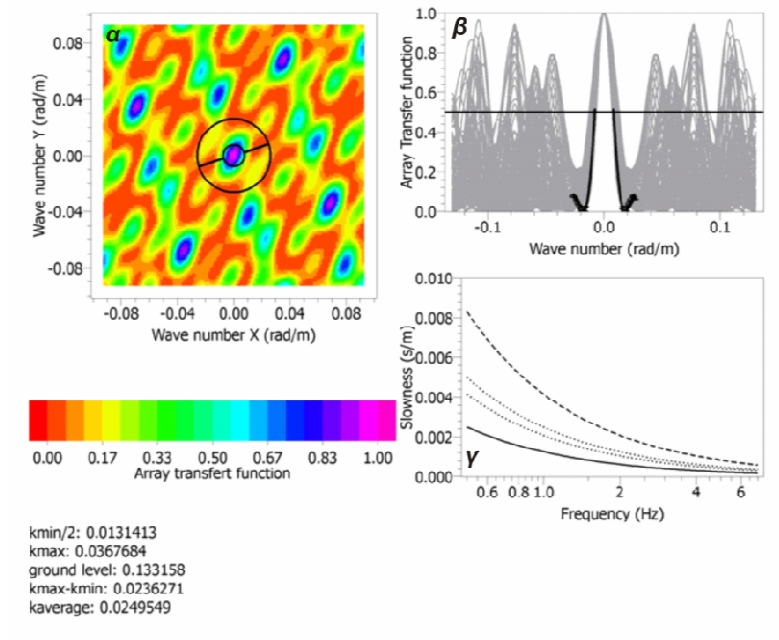 α
0.08
0.04
0.00
-0.04
-0.08
Wave number Y (rad/m)
-0.08 -0.04 0.00 0.04 0.08
Wave number X (rad/m)
β
1.0
0.8
0.6
0.4
0.2
0.0
Array Transfer function
-0.1 0.0 0.1
Wave number (rad/m)
0.010
0.008
0.006
0.004
0.002
0.000
Slowness (s/m)
γ
0.6 0.8 1.0 2 4 6
Frequency (Hz)
0.00 0.17 0.33 0.50 0.67 0.83 1.00
Array transfert function
kmin/2: 0.0131413
kmax: 0.0367684
ground level: 0.133158
kmax-kmin: 0.0236271
kaverage: 0.0249549